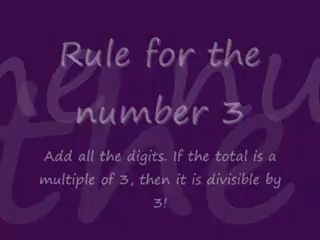 Rule for the
number 3
Add all the digits. If the total is a
multiple of 3, then it is divisible by
3!